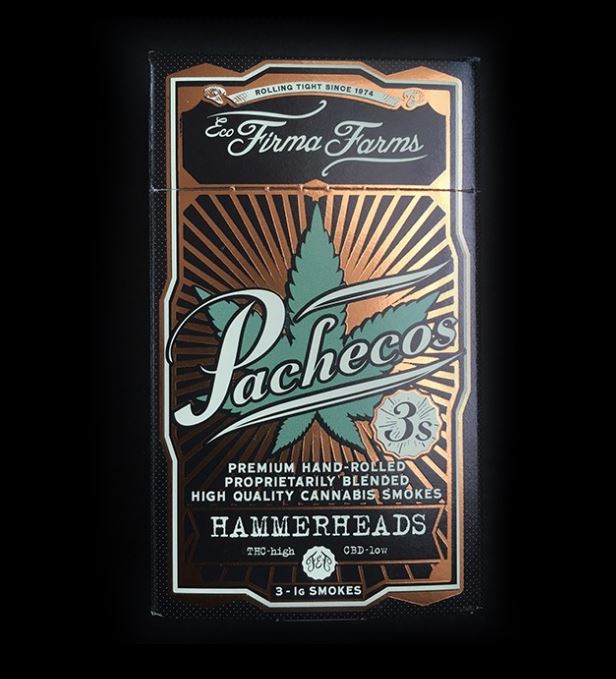 ROLLING TIGHT SINCE 1974
Eco Firma Farms
Pachecos
3s
PREMIUM HAND-ROLLED
PROPRIETARILY BLENDED
HIGH QUALITY CANNABIS SMOKES
HAMMERHEADS
THC-high CBD-low
3-1G SMOKES